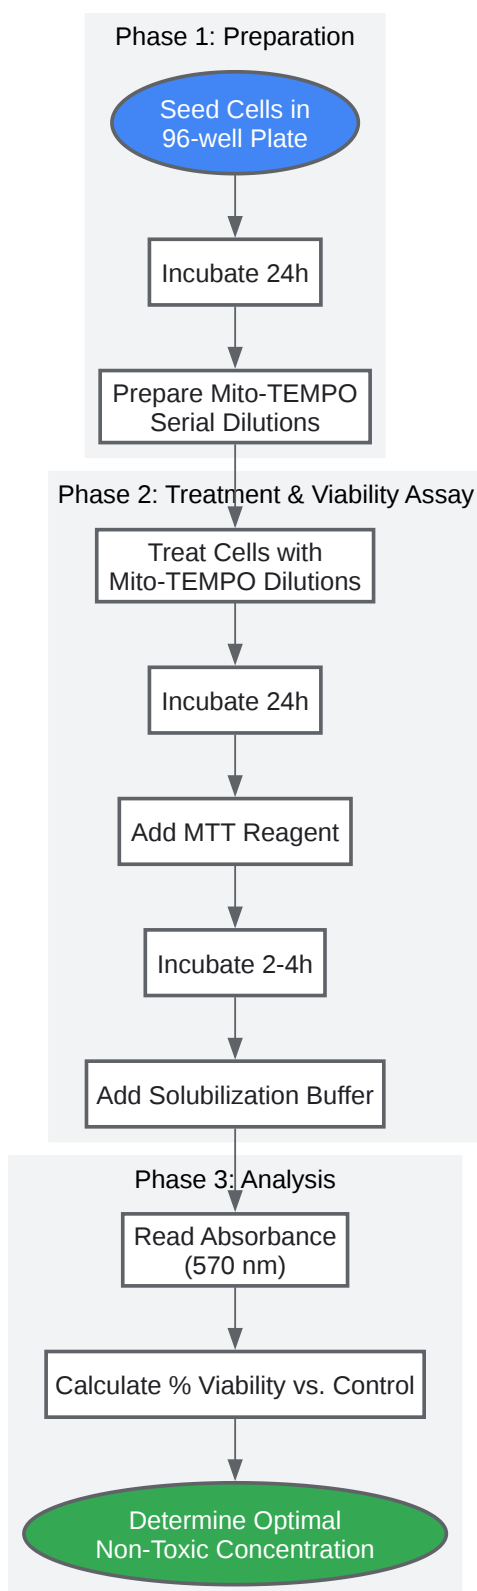 Phase 1: Preparation
Seed Cells in
96-well Plate
Incubate 24h
Prepare Mito-TEMPO
Serial Dilutions
Phase 2: Treatment & Viability Assay
Treat Cells with
Mito-TEMPO Dilutions
Incubate 24h
Add MTT Reagent
Incubate 2-4h
Add Solubilization Buffer
Phase 3: Analysis
Read Absorbance
(570 nm)
Calculate % Viability vs. Control
Determine Optimal
Non-Toxic Concentration